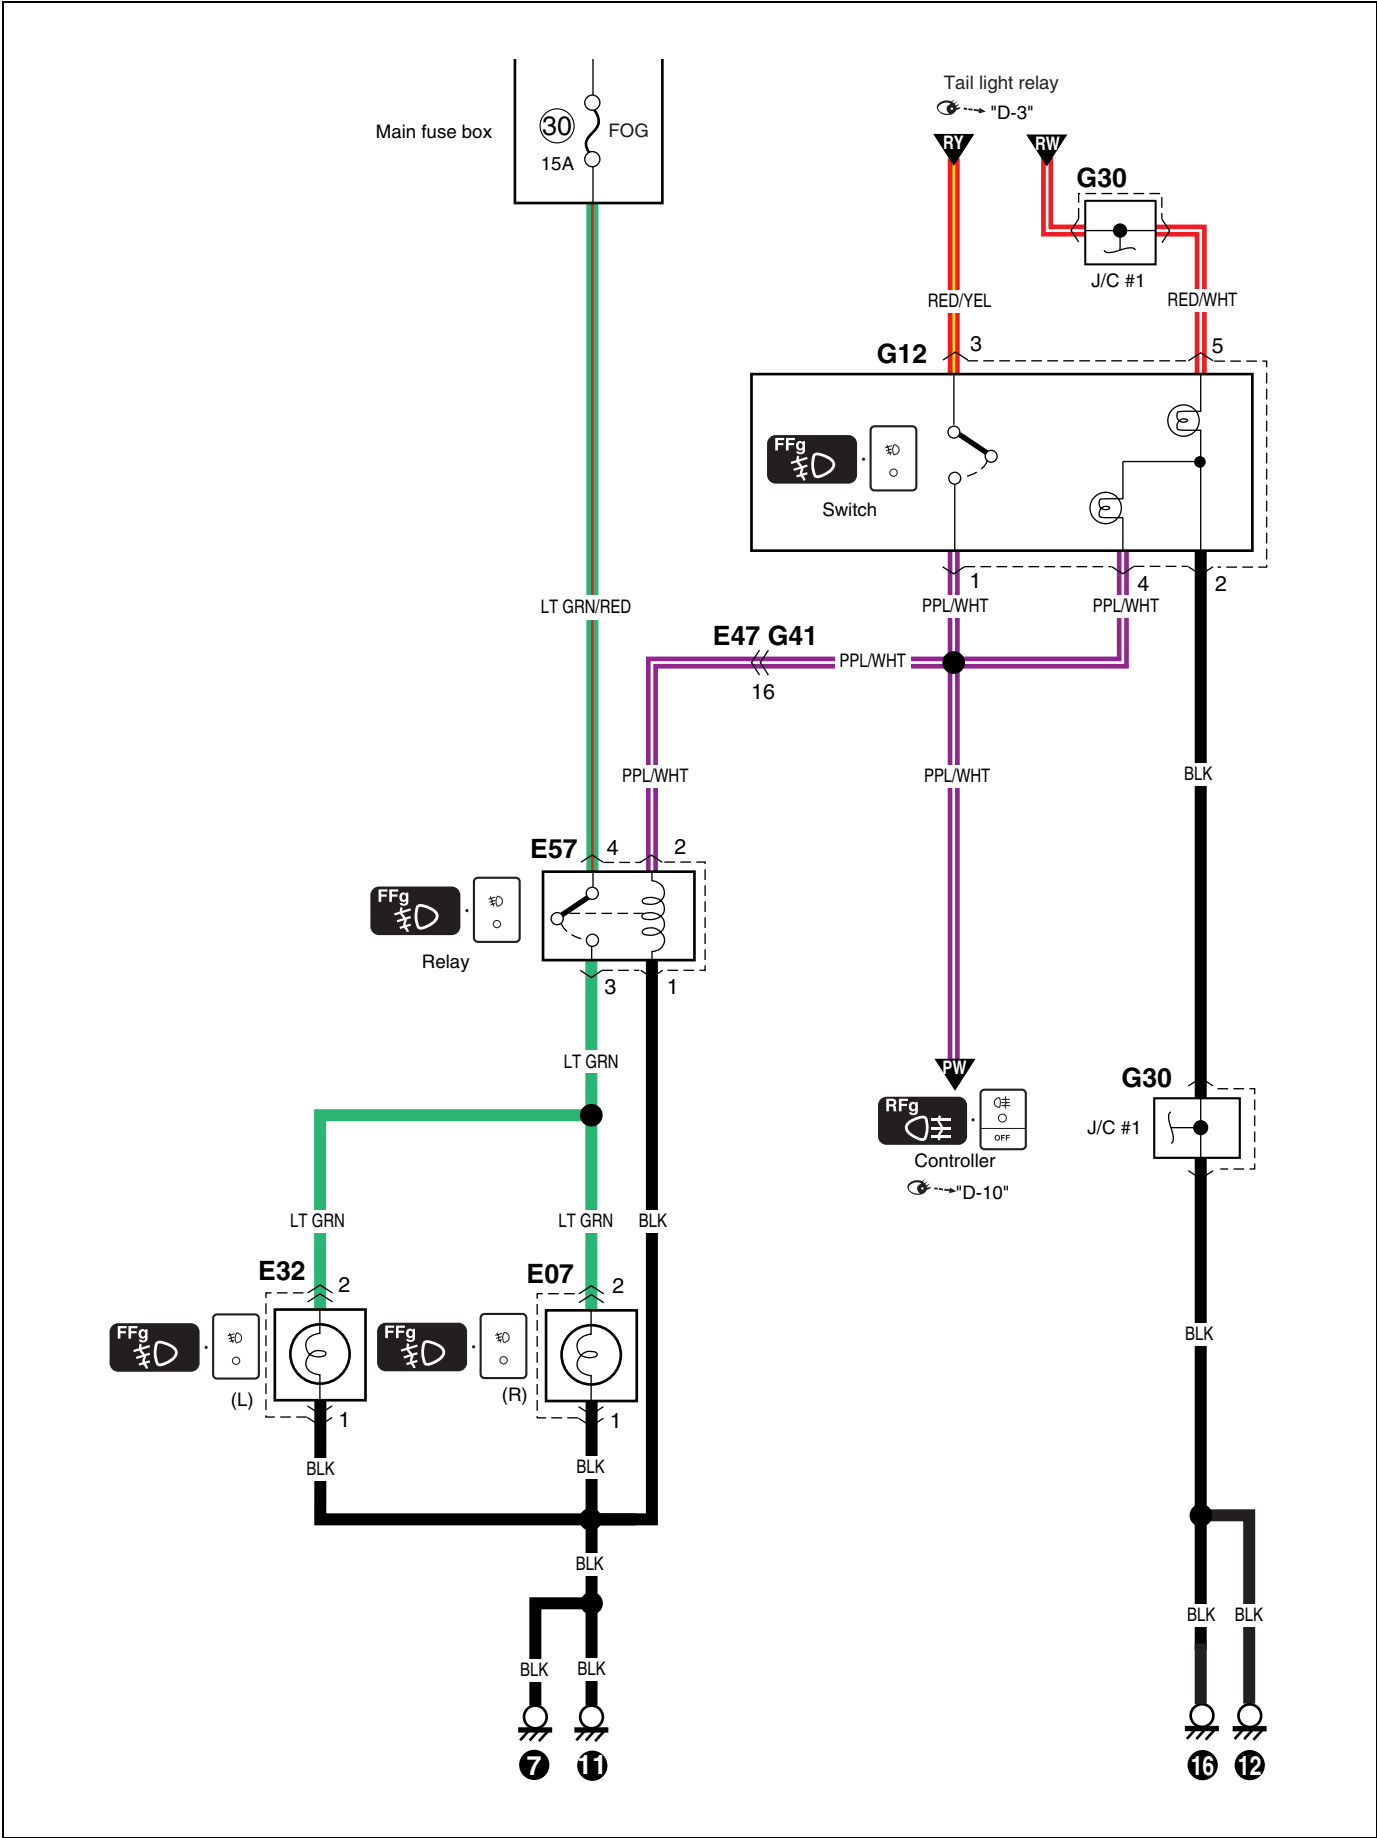 Tail light relay
"D-3"
Main fuse box
30
FOG
15A
RY
RW
G30
J/C #1
RED/YEL
RED/WHT
G12
3
5
FFg
Switch
1
4
2
PPL/WHT
PPL/WHT
LT GRN/RED
E47 G41
PPL/WHT
16
PPL/WHT
PPL/WHT
BLK
E57
4
2
FFg
Relay
3
1
LT GRN
PW
G30
J/C #1
RFg
OFF
Controller
"D-10"
LT GRN
LT GRN
BLK
E32
2
E07
2
FFg
(L)
FFg
(R)
1
1
BLK
BLK
BLK
BLK
BLK
BLK
BLK
BLK
7
11
16
12